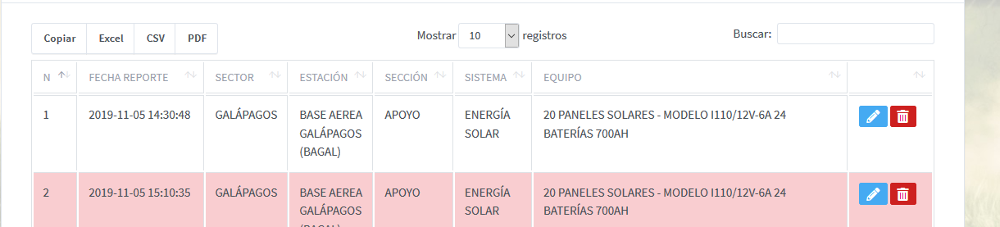 Copiar Excel CSV PDF Mostrar 10 registros Buscar:
N FECHA REPORTE SECTOR ESTACIÓN SECCIÓN SISTEMA EQUIPO
1 2019-11-05 14:30:48 GALÁPAGOS BASE AEREA APOYO ENERGÍA 20 PANELES SOLARES - MODELO I110/12V-6A 24
GALÁPAGOS SOLAR BATERÍAS 700AH
(BAGAL)
2 2019-11-05 15:10:35 GALÁPAGOS BASE AEREA APOYO ENERGÍA 20 PANELES SOLARES - MODELO I110/12V-6A 24
GALÁPAGOS SOLAR BATERÍAS 700AH
(BAGAL)